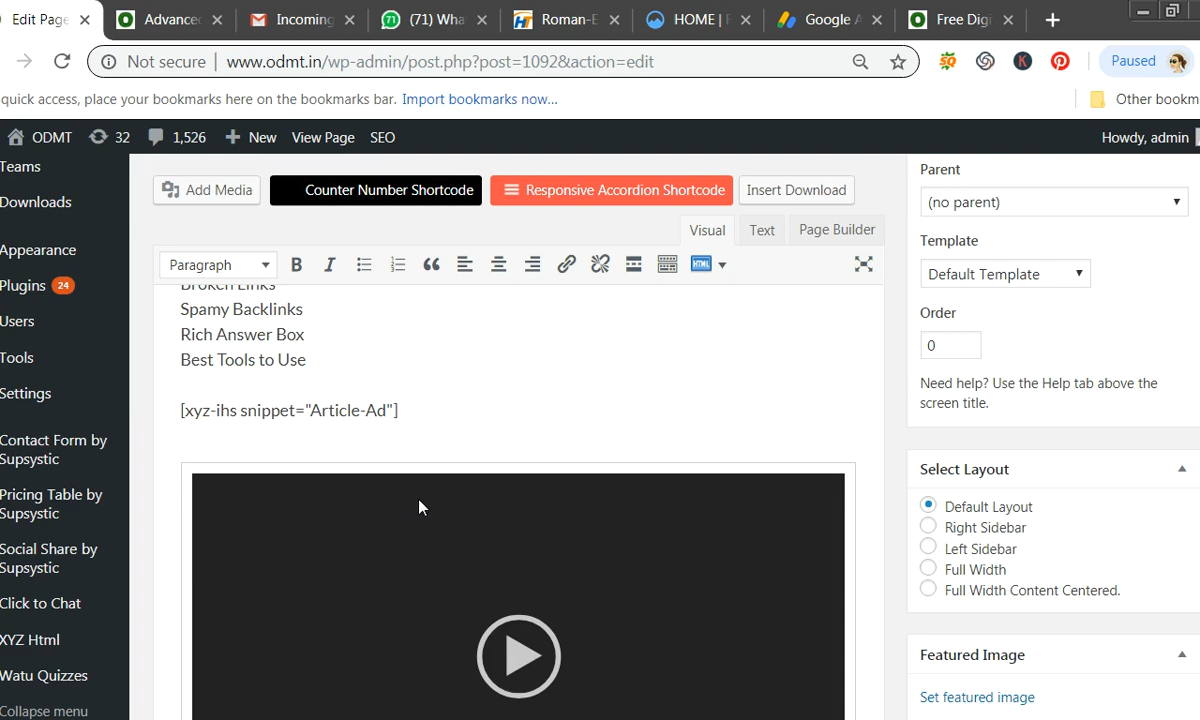 Edit Page
Advanced
Incoming
(71) Wha
Roman-E
HOME |
Google A
Free Digi
Not secure | www.odmt.in/wp-admin/post.php?post=1092&action=edit
Paused
quick access, place your bookmarks here on the bookmarks bar. Import bookmarks now...
Other bookm
ODMT 32 1,526 New View Page SEO Howdy, admin
Teams
Downloads
Appearance
Plugins 24
Users
Tools
Settings
Contact Form by
Supsystic
Pricing Table by
Supsystic
Social Share by
Supsystic
Click to Chat
XYZ Html
Watu Quizzes
Collapse menu
Add Media
Counter Number Shortcode
Responsive Accordion Shortcode
Insert Download
Visual Text Page Builder
Paragraph B I HTML
Broken Links
Spamy Backlinks
Rich Answer Box
Best Tools to Use
[xyz-ihs snippet="Article-Ad"]
Parent
(no parent)
Template
Default Template
Order
0
Need help? Use the Help tab above the
screen title.
Select Layout
Default Layout
Right Sidebar
Left Sidebar
Full Width
Full Width Content Centered.
Featured Image
Set featured image